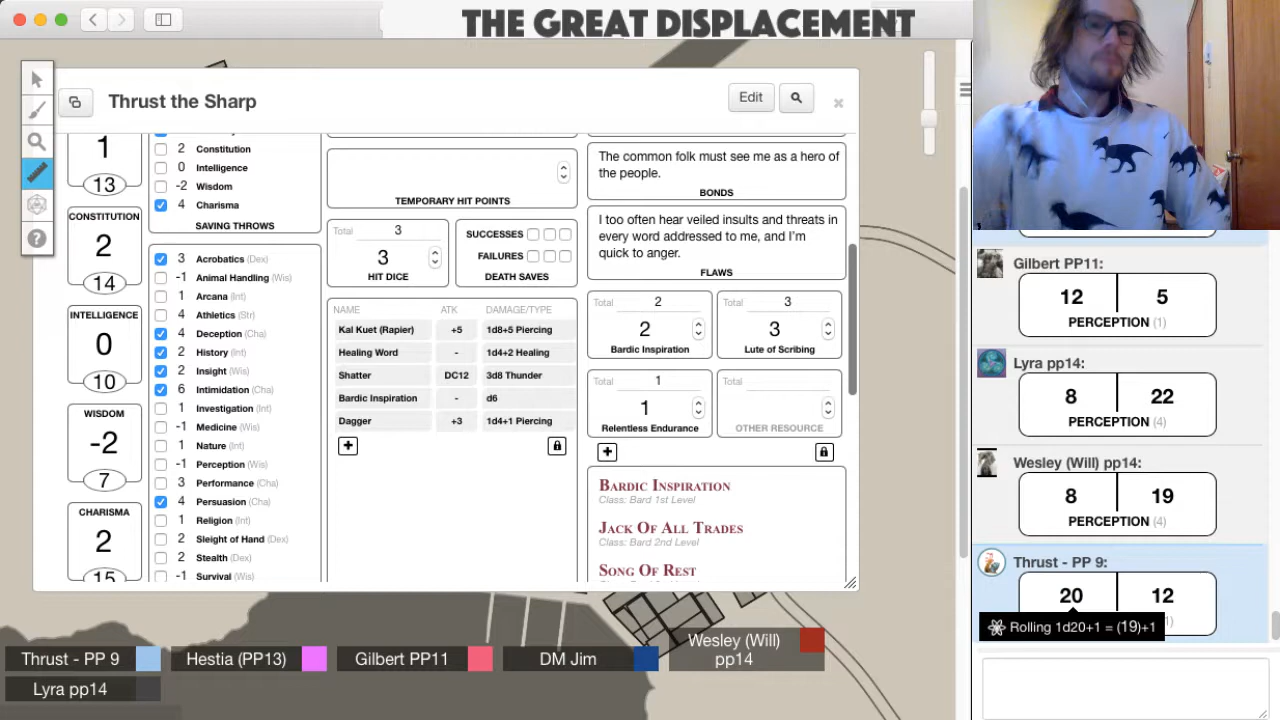 THE GREAT DISPLACEMENT
Thrust the Sharp
Edit
1
13
CONSTITUTION
2
14
INTELLIGENCE
0
10
WISDOM
-2
7
CHARISMA
2
15
2 Constitution
0 Intelligence
-2 Wisdom
4 Charisma
SAVING THROWS
3 Acrobatics (Dex)
-1 Animal Handling (Wis)
1 Arcana (Int)
4 Athletics (Str)
4 Deception (Cha)
2 History (Int)
2 Insight (Wis)
6 Intimidation (Cha)
1 Investigation (Int)
-1 Medicine (Wis)
1 Nature (Int)
-1 Perception (Wis)
3 Performance (Cha)
4 Persuasion (Cha)
1 Religion (Int)
2 Sleight of Hand (Dex)
2 Stealth (Dex)
-1 Survival (Wis)
TEMPORARY HIT POINTS
Total 3
3
HIT DICE
SUCCESSES
FAILURES
DEATH SAVES
NAME ATK DAMAGE/TYPE
Kal Kuet (Rapier) +5 1d8+5 Piercing
Healing Word - 1d4+2 Healing
Shatter DC12 3d8 Thunder
Bardic Inspiration - d6
Dagger +3 1d4+1 Piercing
The common folk must see me as a hero of
the people.
BONDS
I too often hear veiled insults and threats in
every word addressed to me, and I'm
quick to anger.
FLAWS
Total 2
2
Bardic Inspiration
Total 3
3
Lute of Scribing
Total 1
1
Relentless Endurance
Total
OTHER RESOURCE
BARDIC INSPIRATION
Class: Bard 1st Level
JACK OF ALL TRADES
Class: Bard 2nd Level
SONG OF REST
Thrust - PP 9
Hestia (PP13)
Gilbert PP11
DM Jim
Wesley (Will)
pp14
Lyra pp14
Gilbert PP11:
12 5
PERCEPTION (1)
Lyra pp14:
8 22
PERCEPTION (4)
Wesley (Will) pp14:
8 19
PERCEPTION (4)
Thrust - PP 9:
20 12
Rolling 1d20+1 = (19)+1